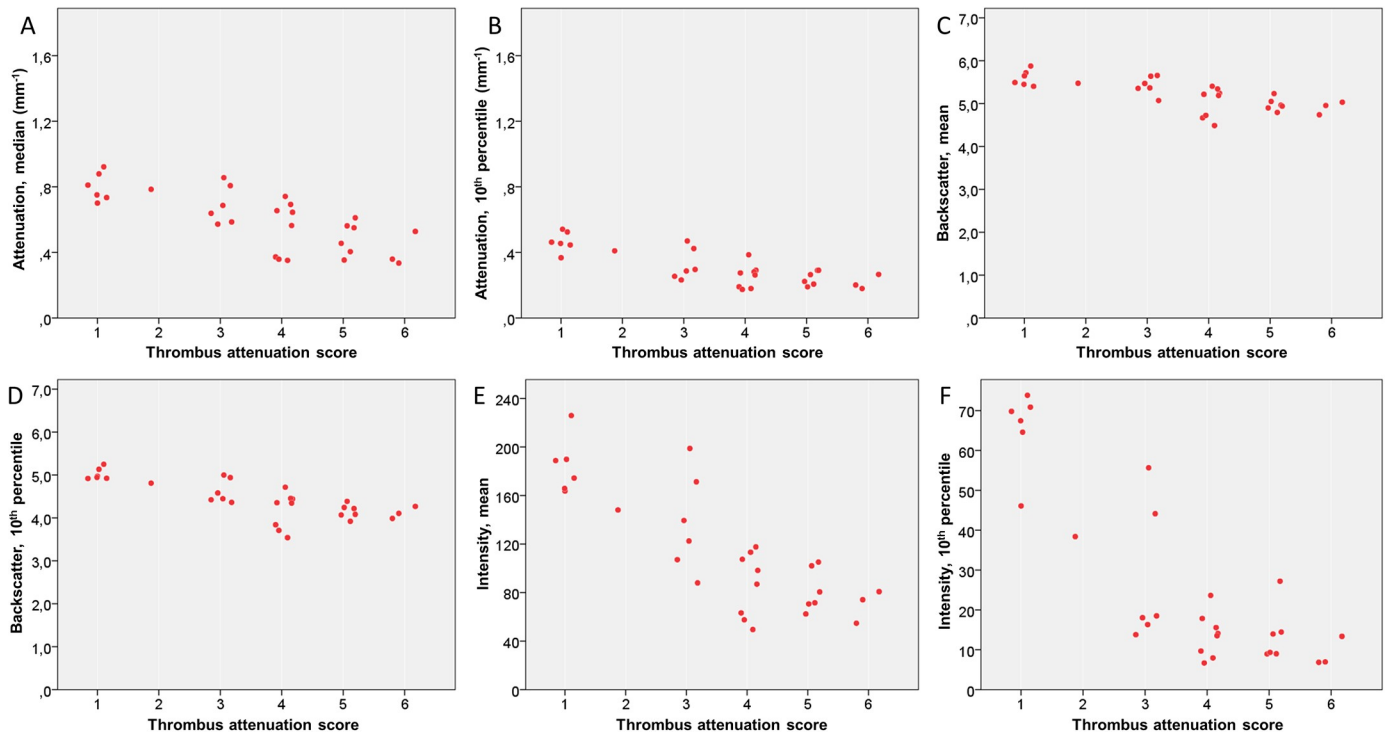 A
Attenuation, median (mm-1)
1,6
1,2
,8
,4
,0
1 2 3 4 5 6
Thrombus attenuation score
B
Attenuation, 10th percentile (mm-1)
1,6
1,2
,8
,4
,0
1 2 3 4 5 6
Thrombus attenuation score
C
Backscatter, mean
7,0
6,0
5,0
4,0
3,0
2,0
1,0
,0
1 2 3 4 5 6
Thrombus attenuation score
D
Backscatter, 10th percentile
7,0
6,0
5,0
4,0
3,0
2,0
1,0
,0
1 2 3 4 5 6
Thrombus attenuation score
E
Intensity, mean
240
200
160
120
80
40
0
1 2 3 4 5 6
Thrombus attenuation score
F
Intensity, 10th percentile
70
60
50
40
30
20
10
0
1 2 3 4 5 6
Thrombus attenuation score